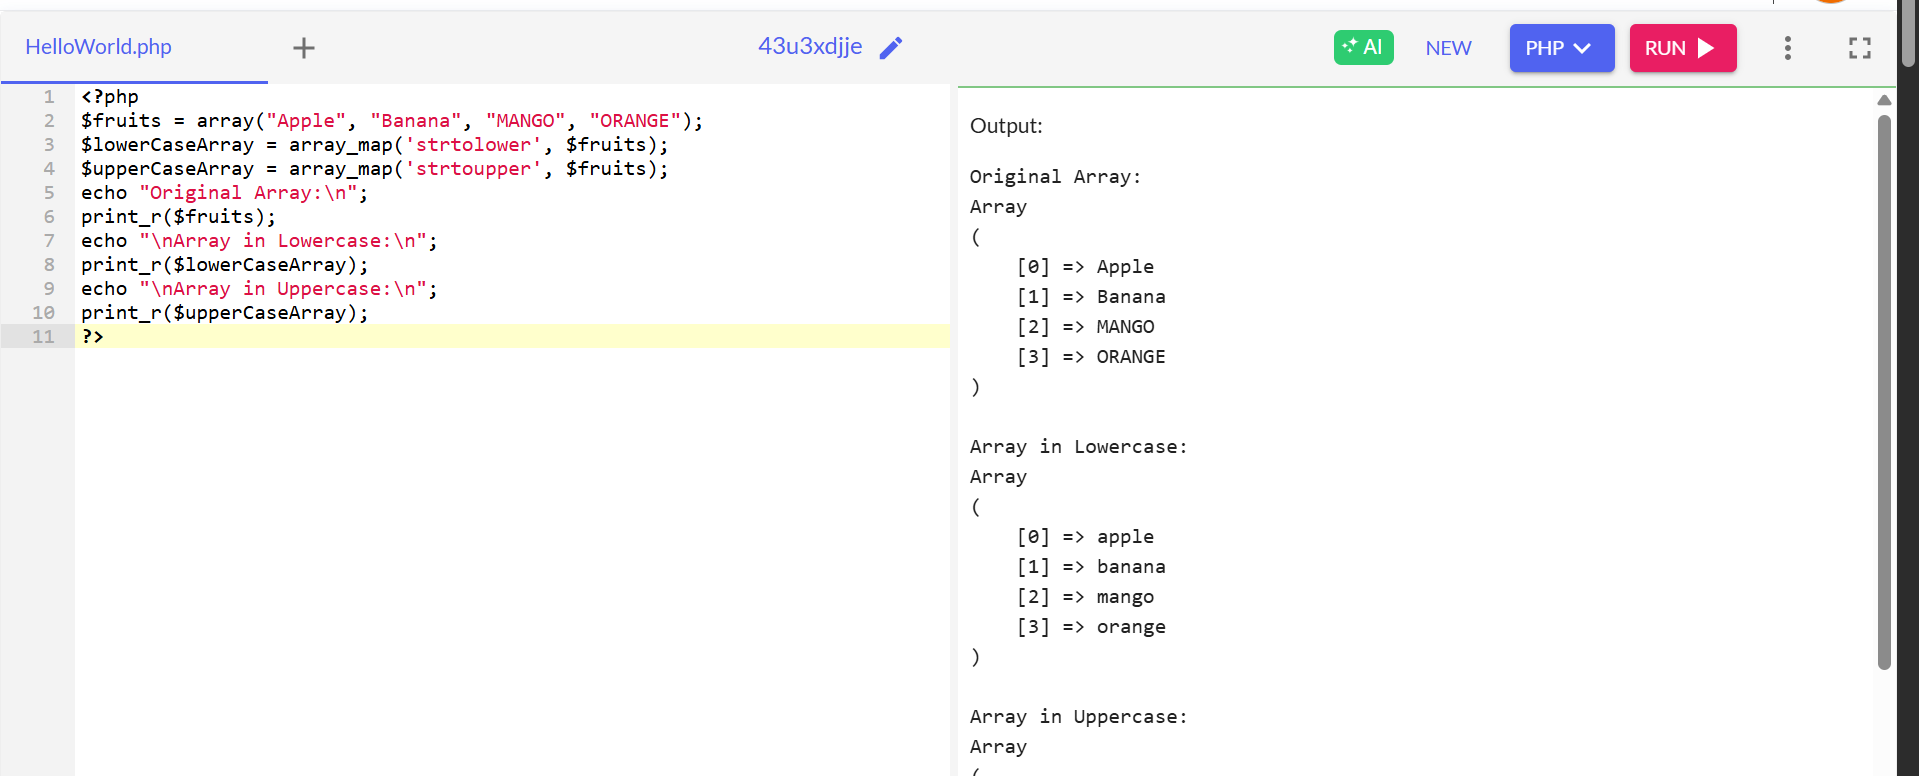 HelloWorld.php + 43u3xdjje AI NEW PHP RUN
1 <?php
2 $fruits = array("Apple", "Banana", "MANGO", "ORANGE");
3 $lowerCaseArray = array_map('strtolower', $fruits);
4 $upperCaseArray = array_map('strtoupper', $fruits);
5 echo "Original Array:\n";
6 print_r($fruits);
7 echo "\nArray in Lowercase:\n";
8 print_r($lowerCaseArray);
9 echo "\nArray in Uppercase:\n";
10 print_r($upperCaseArray);
11 ?>
Output:
Original Array:
Array
(
    [0] => Apple
    [1] => Banana
    [2] => MANGO
    [3] => ORANGE
)
Array in Lowercase:
Array
(
    [0] => apple
    [1] => banana
    [2] => mango
    [3] => orange
)
Array in Uppercase:
Array
(